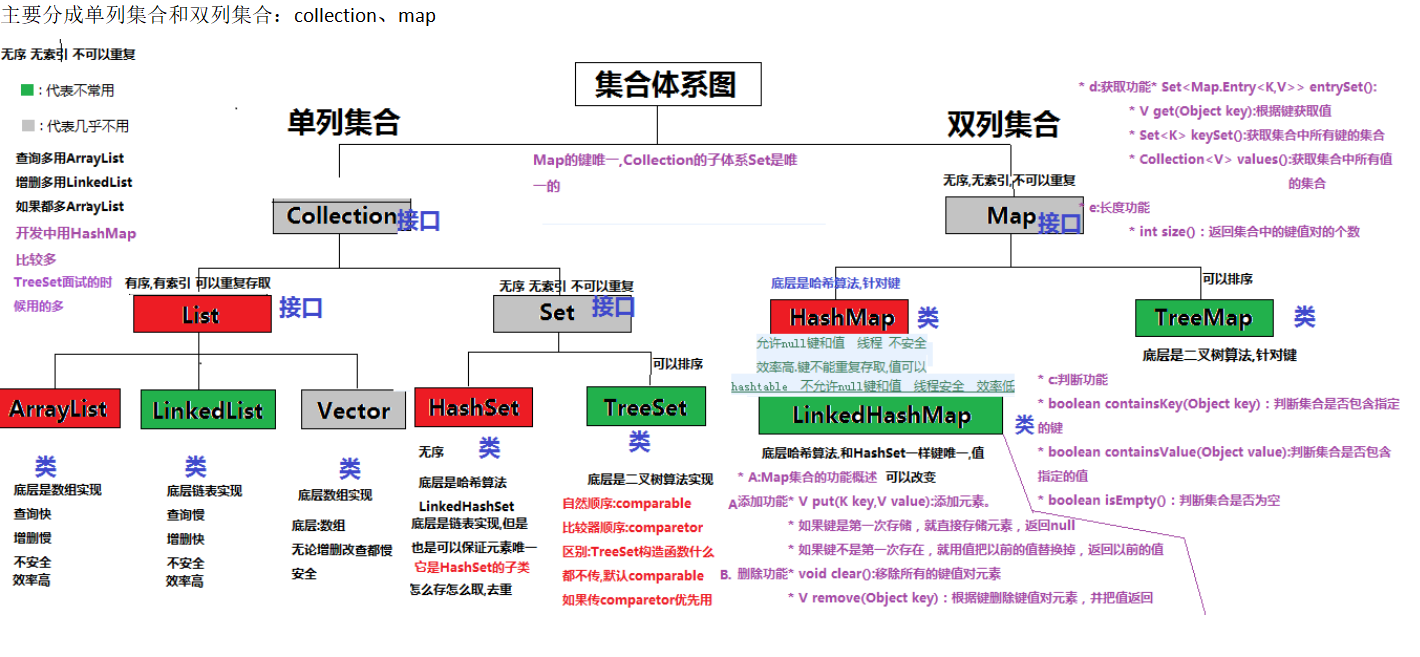 主要分成单列集合和双列集合：collection、map
无序 无索引 不可以重复
：代表不常用
：代表几乎不用
查询多用ArrayList
增删多用LinkedList
如果都多ArrayList
开发中用HashMap
比较多
TreeSet面试的时
候用的多
集合体系图
单列集合
双列集合
Map的键唯一,Collection的子体系Set是唯
一的
Collection
接口
无序,无索引,不可以重复
Map
接口
* d:获取功能* Set<Map.Entry<K,V>> entrySet():
* V get(Object key):根据键获取值
* Set<K> keySet():获取集合中所有键的集合
* Collection<V> values():获取集合中所有值
的集合
* e:长度功能
* int size()：返回集合中的键值对的个数
有序,有索引 可以重复存取
List
接口
无序 无索引 不可以重复
Set
接口
底层是哈希算法,针对键
HashMap
类
允许null键和值 线程 不安全
效率高.键不能重复存取,值可以
hashtable 不允许null键和值 线程安全 效率低
可以排序
TreeMap
类
底层是二叉树算法,针对键
ArrayList
类
底层是数组实现
查询快
增删慢
不安全
效率高
LinkedList
类
底层链表实现
查询慢
增删快
不安全
效率高
Vector
类
底层数组实现
底层:数组
无论增删改查都慢
安全
HashSet
类
无序
底层是哈希算法
LinkedHashSet
底层是链表实现,但是
也是可以保证元素唯一
它是HashSet的子类
怎么存怎么取,去重
可以排序
TreeSet
类
底层是二叉树算法实现
自然顺序:comparable
比较器顺序:comparetor
区别:TreeSet构造函数什么
都不传,默认comparable
如果传comparetor优先用
LinkedHashMap
类
底层哈希算法,和HashSet一样键唯一,值
可以改变
* A:Map集合的功能概述
A添加功能* V put(K key,V value):添加元素。
* 如果键是第一次存储，就直接存储元素，返回null
* 如果键不是第一次存在，就用值把以前的值替换掉，返回以前的值
B. 删除功能* void clear():移除所有的键值对元素
* V remove(Object key)：根据键删除键值对元素，并把值返回
* c:判断功能
* boolean containsKey(Object key)：判断集合是否包含指定
的键
* boolean containsValue(Object value):判断集合是否包含
指定的值
* boolean isEmpty()：判断集合是否为空